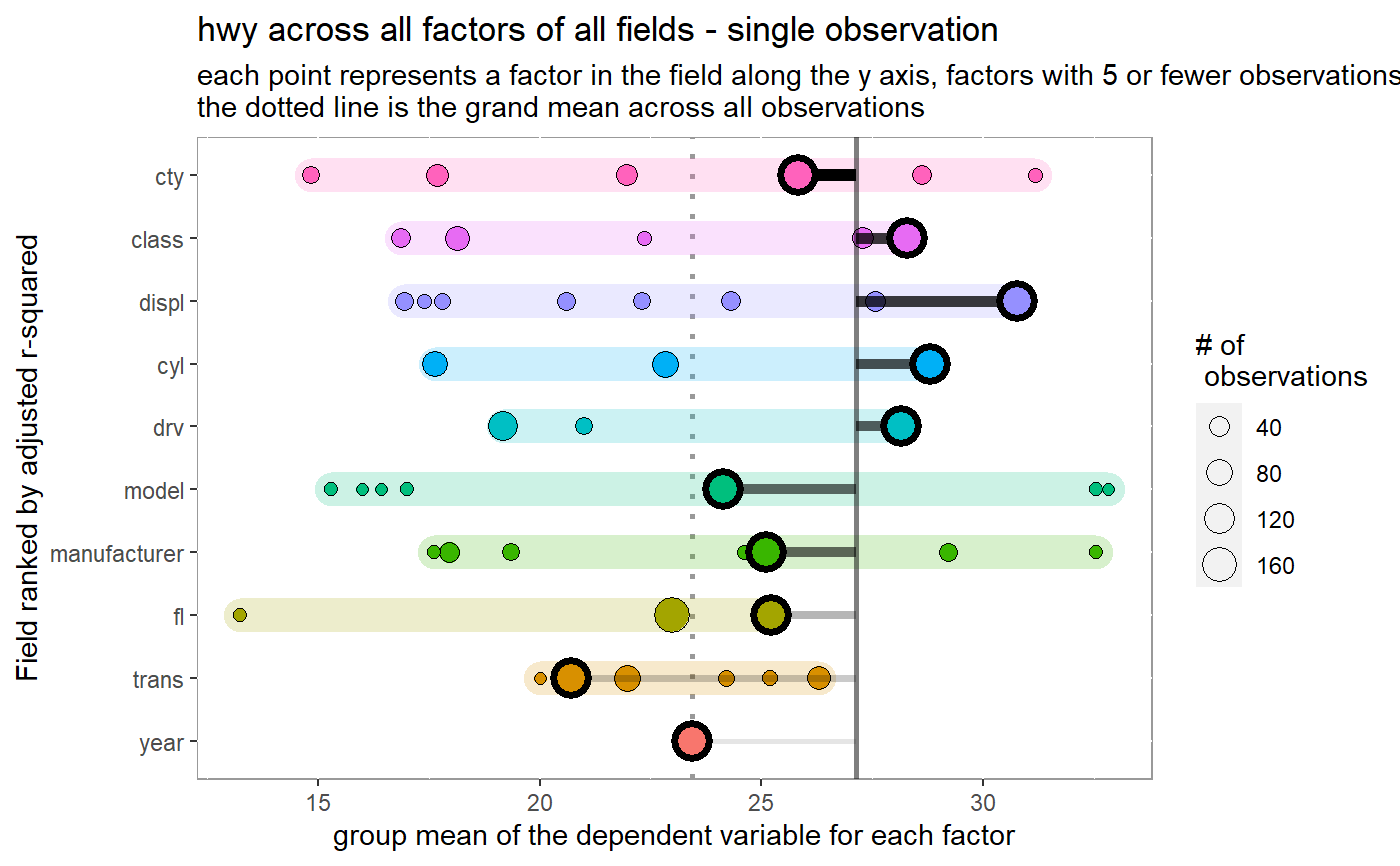 hwy across all factors of all fields - single observation
each point represents a factor in the field along the y axis, factors with 5 or fewer observations
the dotted line is the grand mean across all observations
Field ranked by adjusted r-squared
cty
class
displ
cyl
drv
model
manufacturer
fl
trans
year
15 20 25 30
group mean of the dependent variable for each factor
# of
observations
40
80
120
160